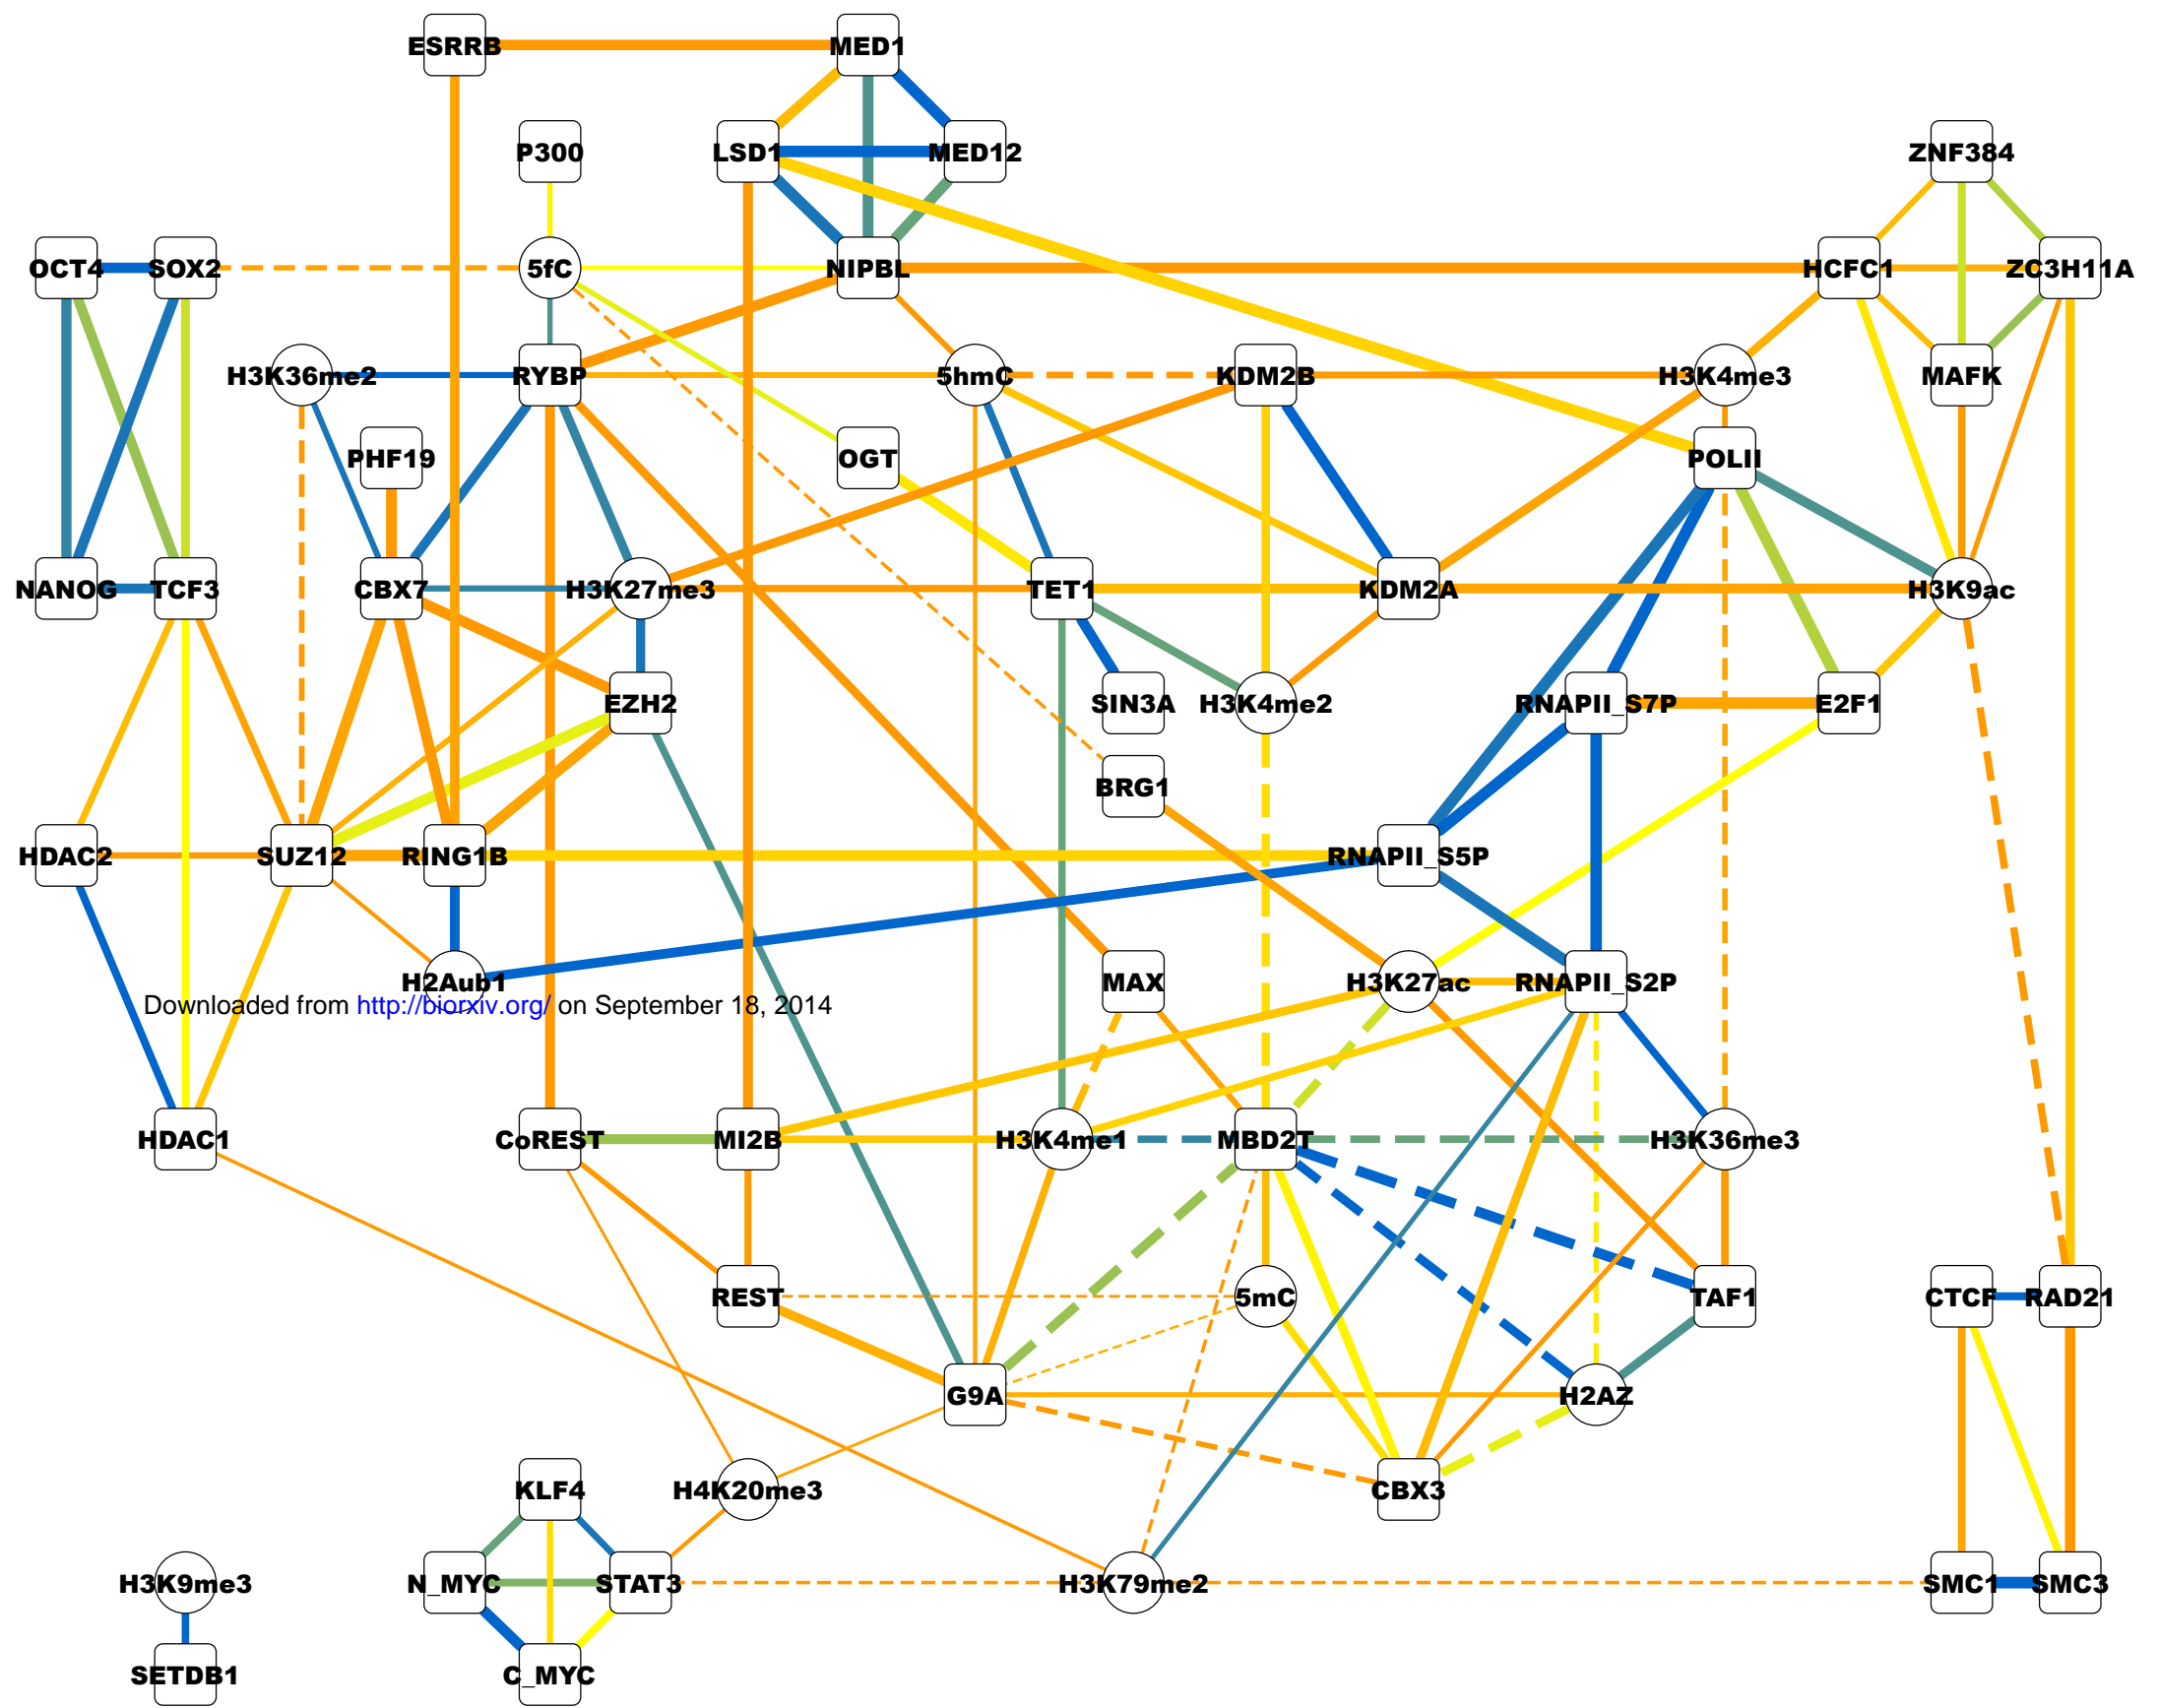 ESRRB MED1
P300 LSD1 MED12 ZNF384
OCT4 SOX2 5fC NIPBL HCFC1 ZC3H11A
H3K36me2 RYBP 5hmC KDM2B H3K4me3 MAFK
PHF19 OGT POLII
NANOG TCF3 CBX7 H3K27me3 TET1 KDM2A H3K9ac
EZH2 SIN3A H3K4me2 RNAPII_S7P E2F1
BRG1
HDAC2 SUZ12 RING1B RNAPII_S5P
H2Aub1 MAX H3K27ac RNAPII_S2P
Downloaded from http://biorxiv.org/ on September 18, 2014
HDAC1 CoREST MI2B H3K4me1 MBD2T H3K36me3
REST 5mC TAF1 CTCF RAD21
G9A H2AZ
KLF4 H4K20me3 CBX3
H3K9me3 N_MYC STAT3 H3K79me2 SMC1 SMC3
SETDB1 C_MYC